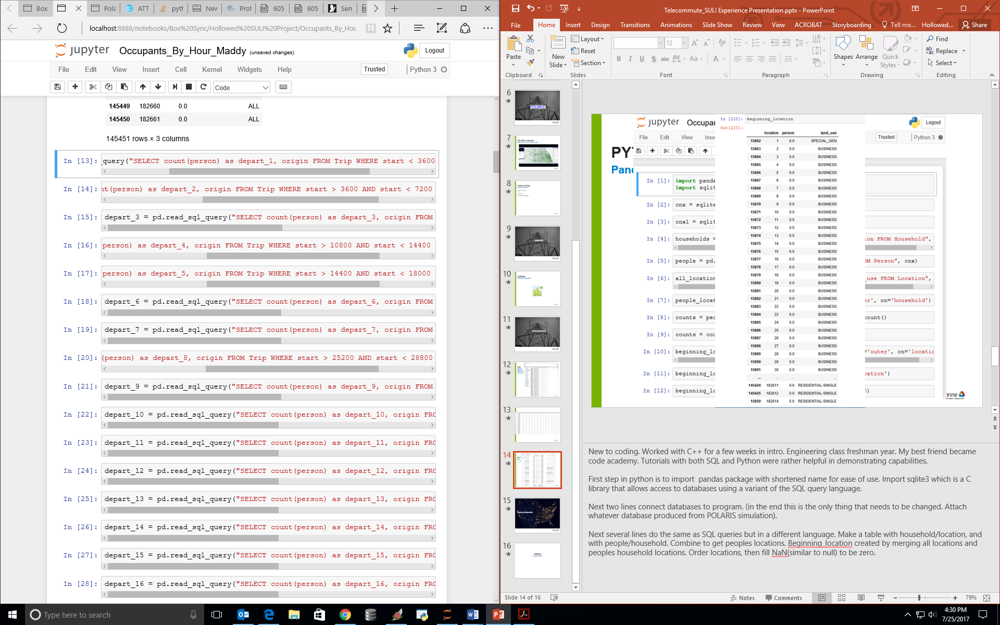 Box
Pola
ATT
pyth
Nev
Prot
605
605
Sen
localhost:8888/notebooks/Box%20Sync/Hollowed%20SULI%20Project/Occupants_By_Hou
jupyter Occupants_By_Hour_Maddy (unsaved changes)
Logout
File Edit View Insert Cell Kernel Widgets Help
Trusted | Python 3
Code
145449 182660 0.0 ALL
145450 182661 0.0 ALL
145451 rows × 3 columns
In [13]: _query("SELECT count(person) as depart_1, origin FROM Trip WHERE start < 3600
In [14]: nt(person) as depart_2, origin FROM Trip WHERE start > 3600 AND start < 7200
In [15]: depart_3 = pd.read_sql_query("SELECT count(person) as depart_3, origin FROM
In [16]: person) as depart_4, origin FROM Trip WHERE start > 10800 AND start < 14400
In [17]: person) as depart_5, origin FROM Trip WHERE start > 14400 AND start < 18000
In [18]: depart_6 = pd.read_sql_query("SELECT count(person) as depart_6, origin FROM
In [19]: depart_7 = pd.read_sql_query("SELECT count(person) as depart_7, origin FROM
In [20]: (person) as depart_8, origin FROM Trip WHERE start > 25200 AND start < 28800
In [21]: depart_9 = pd.read_sql_query("SELECT count(person) as depart_9, origin FROM
In [22]: depart_10 = pd.read_sql_query("SELECT count(person) as depart_10, origin FRO
In [23]: depart_11 = pd.read_sql_query("SELECT count(person) as depart_11, origin FRO
In [24]: depart_12 = pd.read_sql_query("SELECT count(person) as depart_12, origin FRO
In [25]: depart_13 = pd.read_sql_query("SELECT count(person) as depart_13, origin FRO
In [26]: depart_14 = pd.read_sql_query("SELECT count(person) as depart_14, origin FRO
In [27]: depart_15 = pd.read_sql_query("SELECT count(person) as depart_15, origin FRO
In [28]: depart_16 = pd.read_sql_query("SELECT count(person) as depart_16, origin FRO
Telecommute_SULI Experience Presentation.pptx - PowerPoint
File Home Insert Design Transitions Animations Slide Show Review View ACROBAT Storyboarding Tell me... Hollowed... Share
Paste
New Slide
Layout
Reset
Section
12
B I U S abc AV Aa A
Shapes Arrange Quick Styles
Find
Replace
Select
Clipboard Slides Font Paragraph Drawing Editing
6
POLARIS
7
8
9
10
11
12
13
14
15
16
PY
Pand
jupyter Occupar
Logout
File Edit View Inse
Trusted | Python 3
In [1]: import panda
import sqlit
In [2]: cnx = sqlite
In [3]: cnx1 = sqlit
In [4]: households = ion FROM Household",
In [5]: people = pd. OM Person", cnx)
In [6]: all_location _use FROM Location",
In [7]: people_locat er', on='household')
In [8]: counts = peo count()
In [9]: counts = cou
In [10]: beginning_lo ='outer', on='locatio
In [11]: beginning_lo cation')
In [12]: beginning_lo 0)
In [210]: beginning_location
Out[210]:
location person land_use
15862 1 0.0 SPECIAL_GEN
15863 2 0.0 BUSINESS
15864 3 0.0 BUSINESS
15865 4 0.0 BUSINESS
15866 5 0.0 BUSINESS
15867 6 0.0 BUSINESS
15868 7 0.0 BUSINESS
15869 8 0.0 BUSINESS
15870 9 0.0 BUSINESS
15871 10 0.0 BUSINESS
15872 11 0.0 BUSINESS
15873 12 0.0 BUSINESS
15874 13 0.0 BUSINESS
15875 14 0.0 BUSINESS
15876 15 0.0 BUSINESS
15877 16 0.0 BUSINESS
15878 17 0.0 BUSINESS
15879 18 0.0 BUSINESS
15880 19 0.0 BUSINESS
15881 20 0.0 BUSINESS
15882 21 0.0 BUSINESS
15883 22 0.0 BUSINESS
15884 23 0.0 BUSINESS
15885 24 0.0 BUSINESS
15886 25 0.0 BUSINESS
15887 26 0.0 BUSINESS
15888 27 0.0 BUSINESS
15889 28 0.0 BUSINESS
15890 29 0.0 BUSINESS
15891 30 0.0 BUSINESS
... ... ... ...
145424 182611 0.0 RESIDENTIAL-SINGLE
145425 182612 0.0 RESIDENTIAL-SINGLE
15859 182614 5.0 RESIDENTIAL-SINGLE
onne
New to coding. Worked with C++ for a few weeks in intro. Engineering class freshman year. My best friend became
code academy. Tutorials with both SQL and Python were rather helpful in demonstrating capabilities.
First step in python is to import pandas package with shortened name for ease of use. Import sqlite3 which is a C
library that allows access to databases using a variant of the SQL query language.
Next two lines connect databases to program. (in the end this is the only thing that needs to be changed. Attach
whatever database produced from POLARIS simulation).
Next several lines do the same as SQL queries but in a different language. Make a table with household/location, and
with people/household. Combine to get peoples locations. Beginning_location created by merging all locations and
peoples household locations. Order locations, then fill NaN(similar to null) to be zero.
Slide 14 of 16
Notes Comments 79%
Type here to search
4:30 PM
7/25/2017